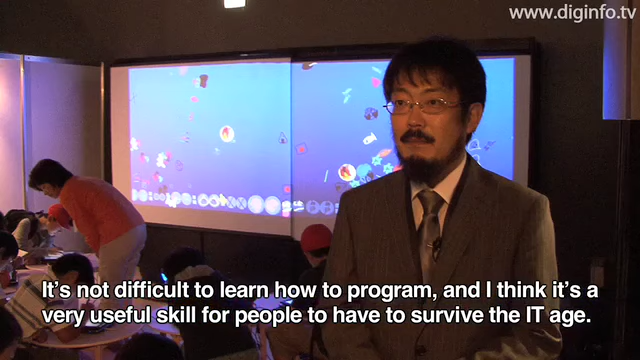 www.diginfo.tv
It's not difficult to learn how to program, and I think it's a
very useful skill for people to have to survive the IT age.